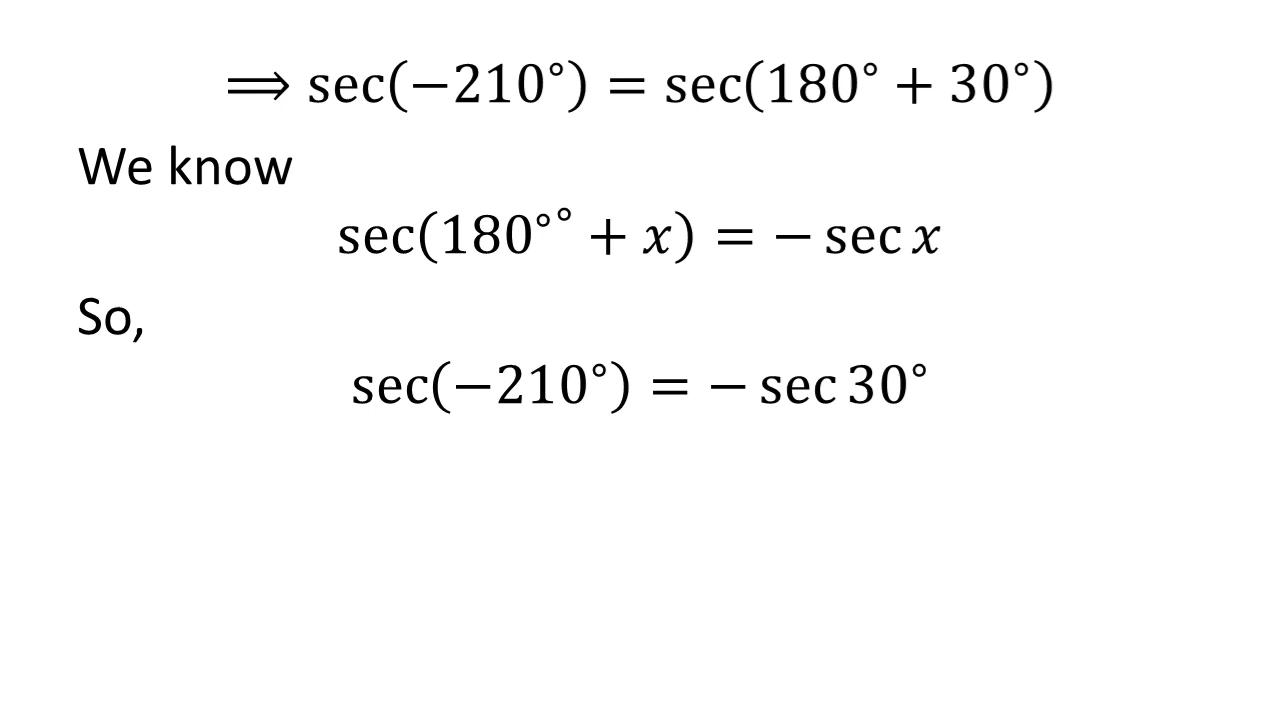 ⟹ sec(−210°) = sec(180° + 30°)
We know
sec(180°° + x) = − sec x
So,
sec(−210°) = − sec 30°